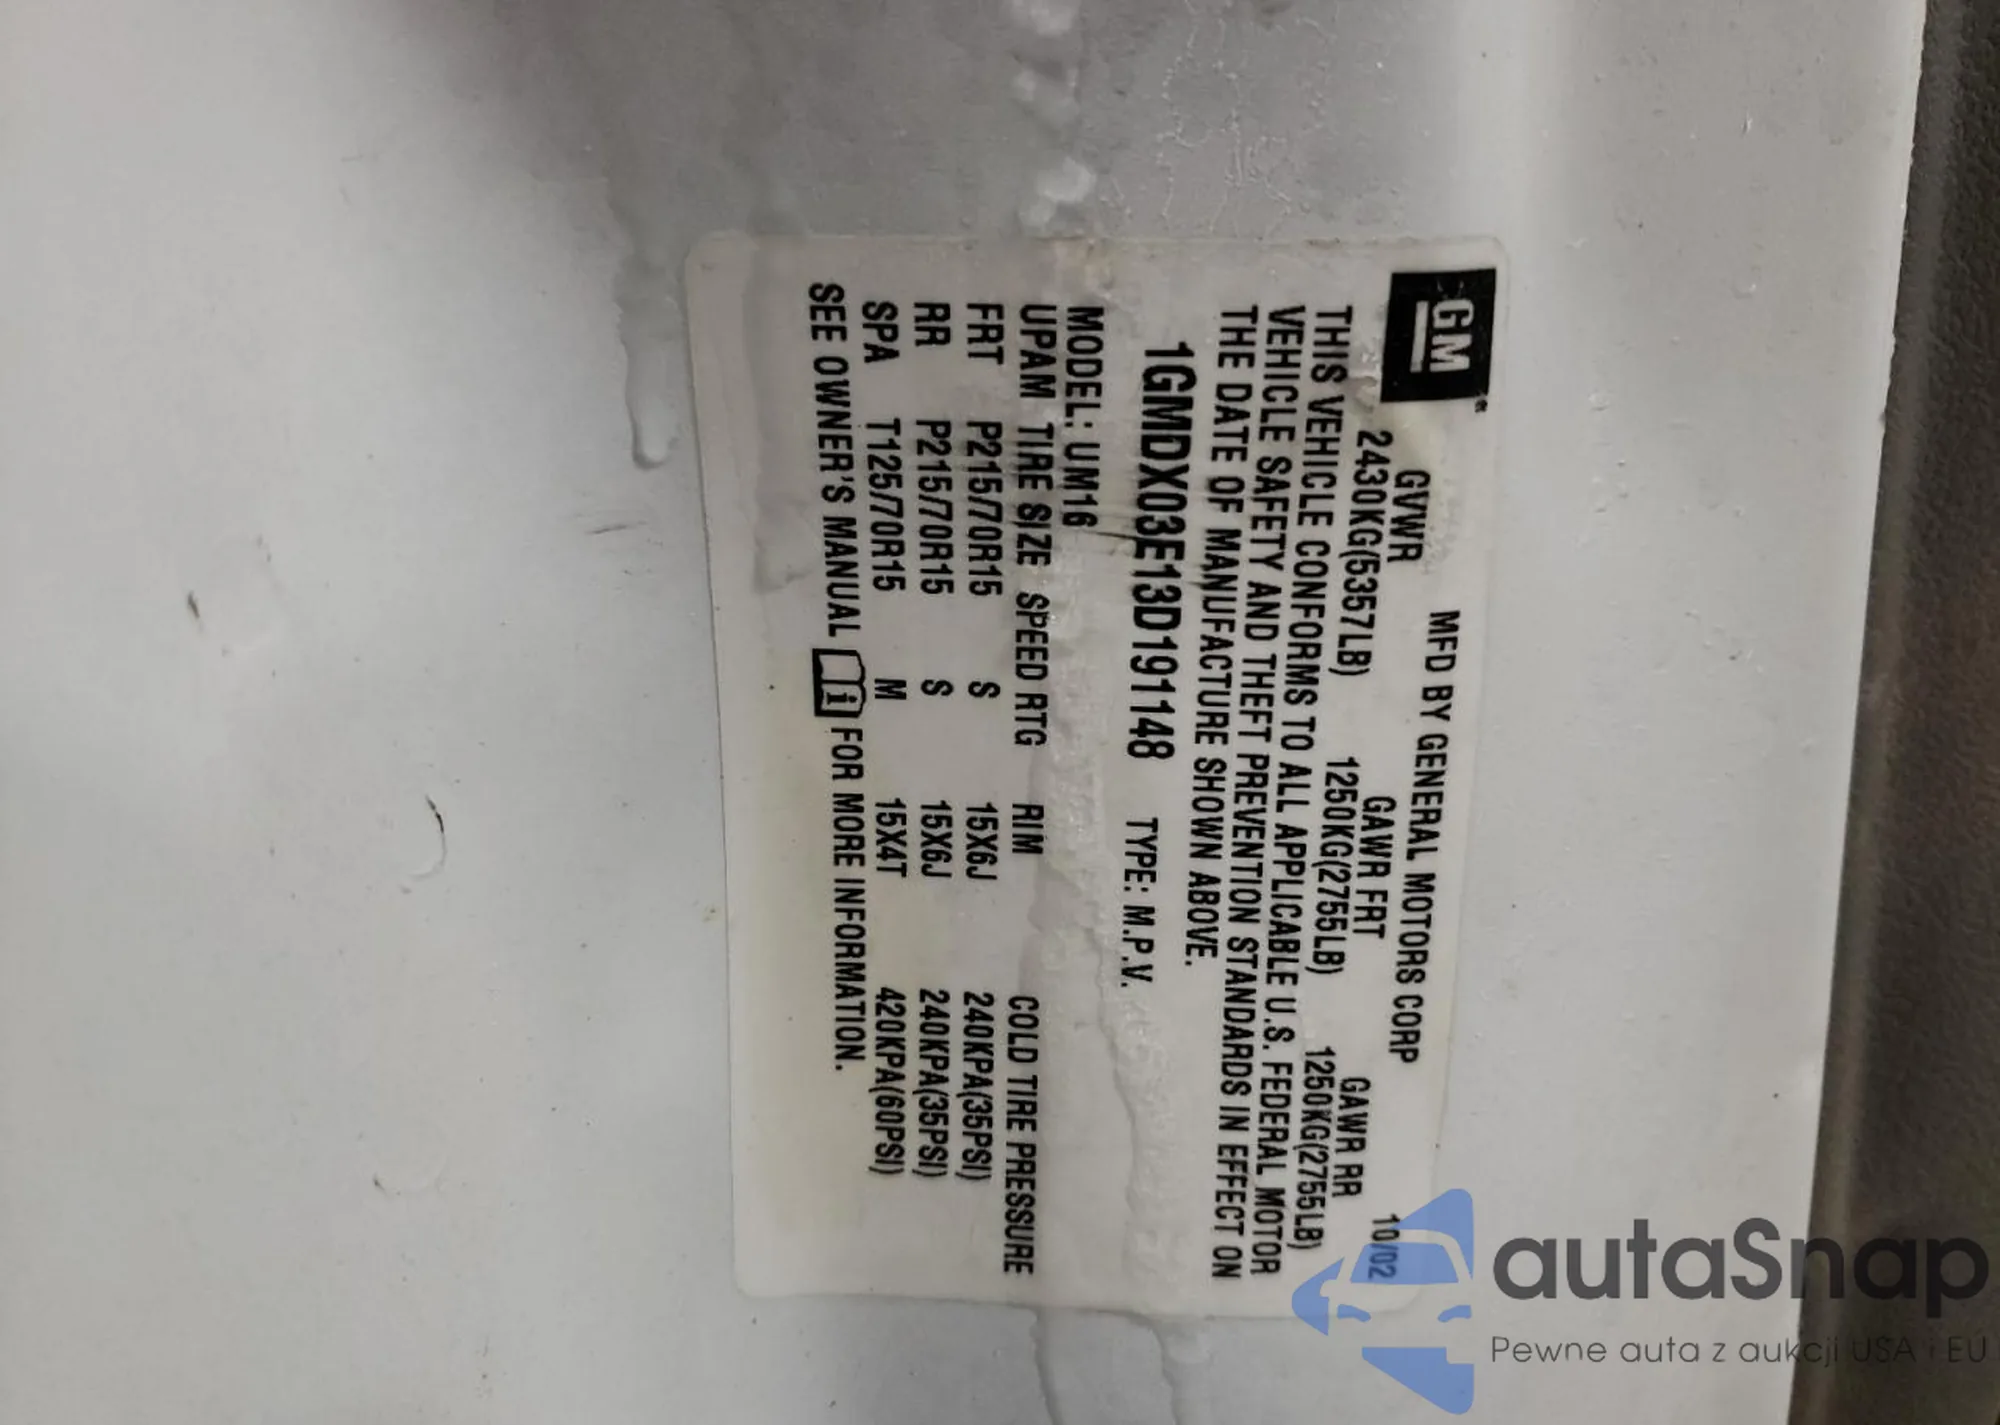 GM®
MFD BY GENERAL MOTORS CORP 10/02
GVWR GAWR FRT GAWR RR
2430KG(5357LB) 1250KG(2755LB) 1250KG(2755LB)
THIS VEHICLE CONFORMS TO ALL APPLICABLE U.S. FEDERAL MOTOR
VEHICLE SAFETY AND THEFT PREVENTION STANDARDS IN EFFECT ON
THE DATE OF MANUFACTURE SHOWN ABOVE.
1GMDX03E13D191148 TYPE: M.P.V.
MODEL: UM16
UPAM TIRE SIZE SPEED RTG RIM COLD TIRE PRESSURE
FRT P215/70R15 S 15X6J 240KPA(35PSI)
RR P215/70R15 S 15X6J 240KPA(35PSI)
SPA T125/70R15 M 15X4T 420KPA(60PSI)
SEE OWNER'S MANUAL i FOR MORE INFORMATION.
autaSnap
Pewne auta z aukcji USA i EU